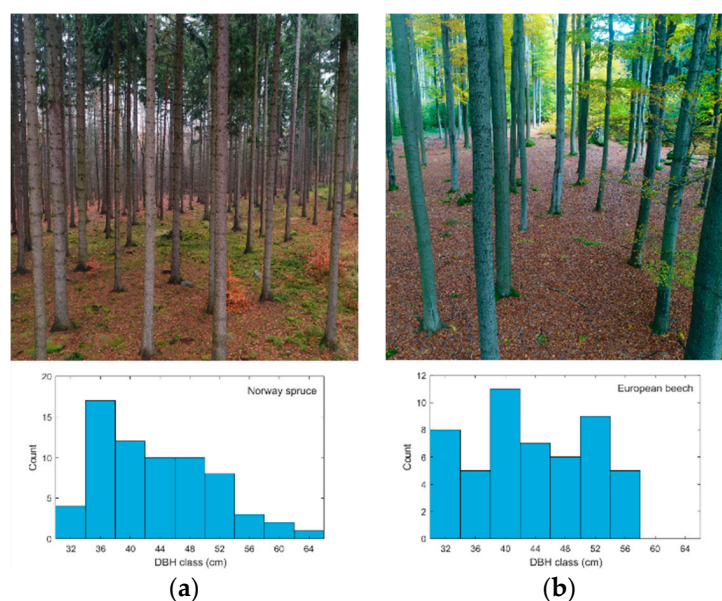 20
15
10
5
0
Count
Norway spruce
32 36 40 44 48 52 56 60 64
DBH class (cm)
(a)
12
10
8
6
4
2
0
Count
European beech
32 36 40 44 48 52 56 60 64
DBH class (cm)
(b)